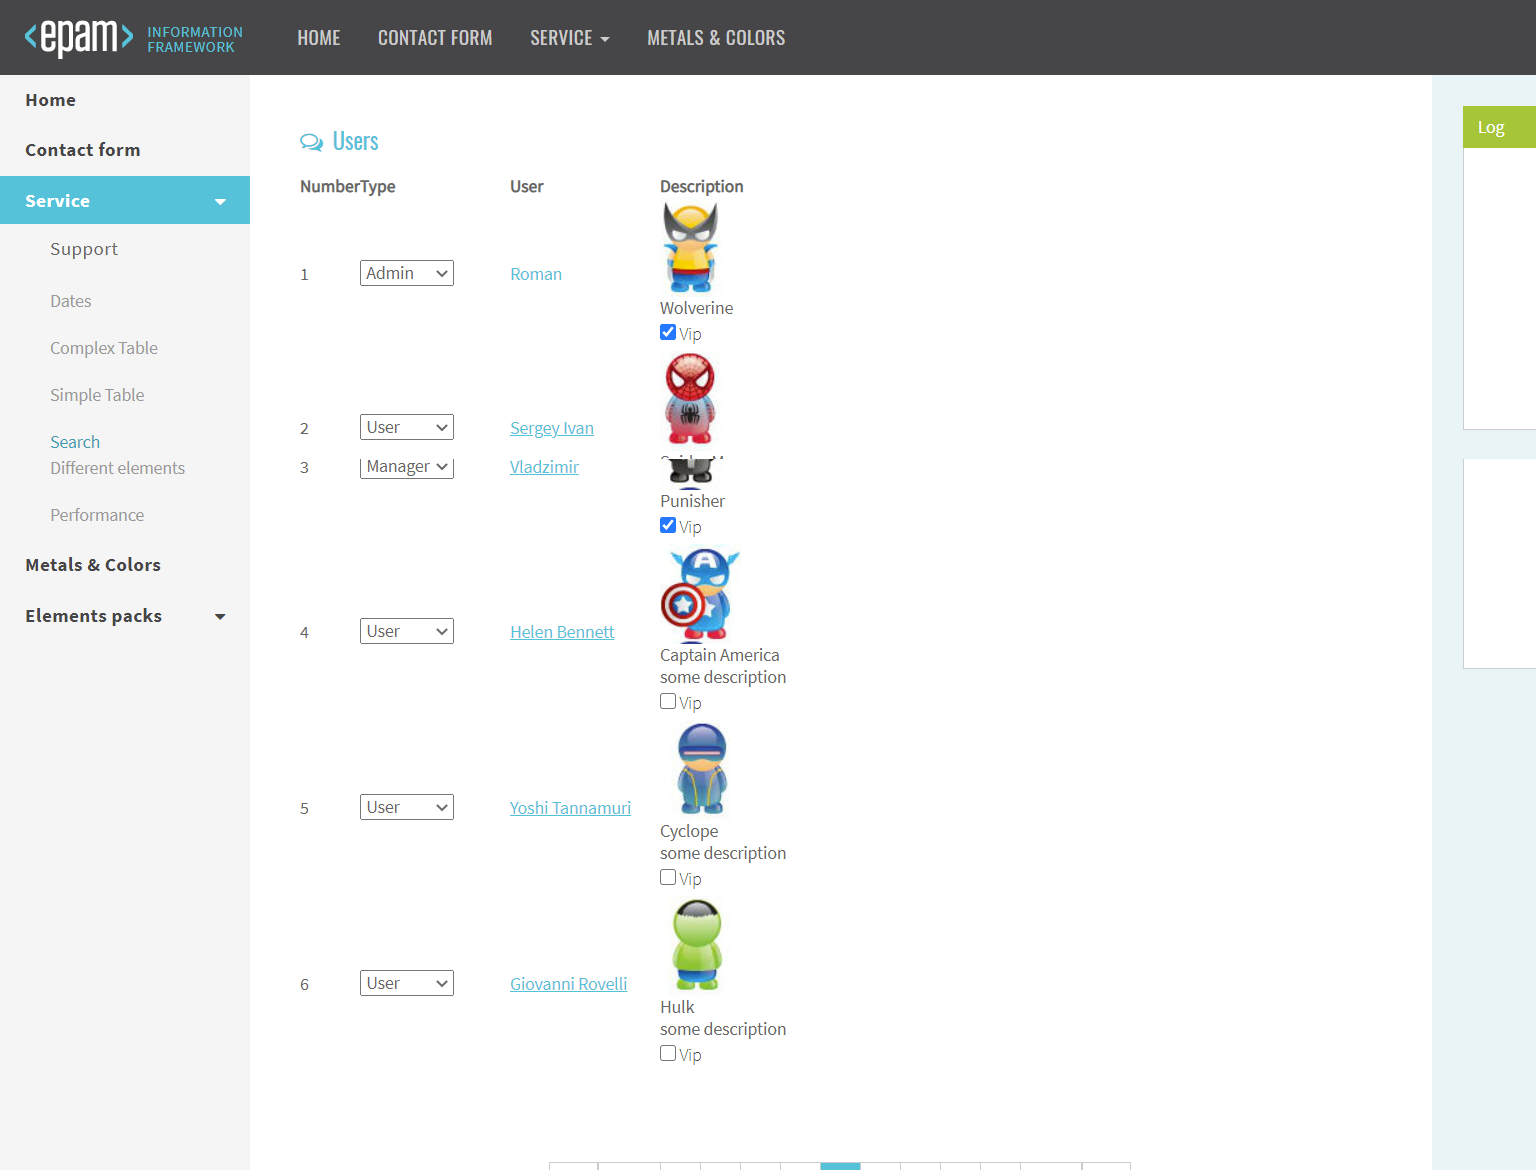 <epam> INFORMATION FRAMEWORK HOME CONTACT FORM SERVICE METALS & COLORS
Home
Contact form
Service
Support
Dates
Complex Table
Simple Table
Search
Different elements
Performance
Metals & Colors
Elements packs
Users
Number Type User Description
1 Admin Roman
Wolverine
Vip
2 User Sergey Ivan
3 Manager Vladzimir
Punisher
Vip
4 User Helen Bennett
Captain America
some description
Vip
5 User Yoshi Tannamuri
Cyclope
some description
Vip
6 User Giovanni Rovelli
Hulk
some description
Vip
Log